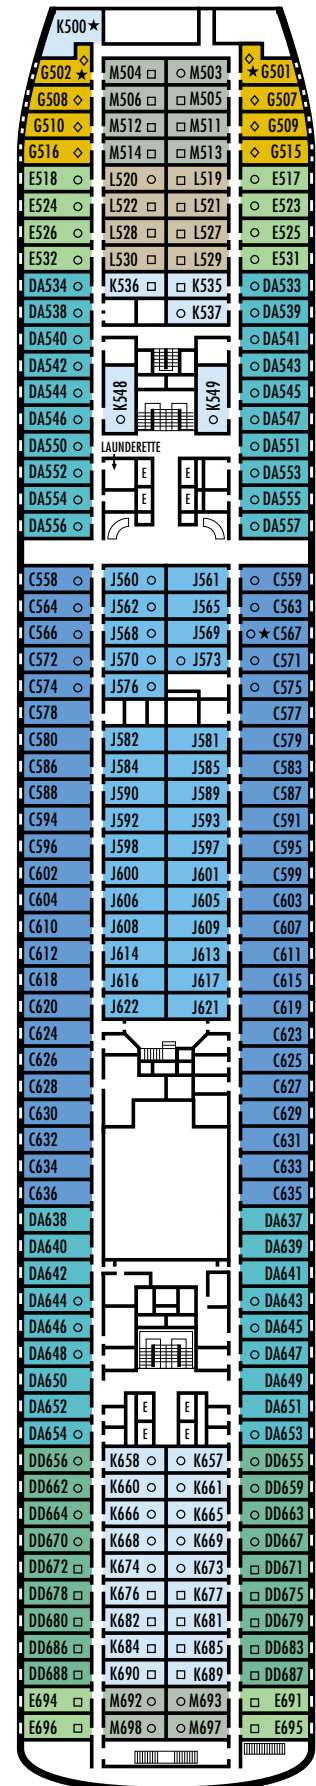 K500★
G502 ◇★ M504 □ ○ M503 ◇★ G501
G508 ◇ M506 □ □ M505 ◇ G507
G510 ◇ M512 □ □ M511 ◇ G509
G516 ◇ M514 □ □ M513 ◇ G515
E518 ○ L520 ○ □ L519 ○ E517
E524 ○ L522 □ □ L521 ○ E523
E526 ○ L528 □ □ L527 ○ E525
E532 ○ L530 □ □ L529 ○ E531
DA534 ○ K536 □ □ K535 ○ DA533
DA538 ○ ○ K537 ○ DA539
DA540 ○ ○ DA541
DA542 ○ ○ DA543
DA544 ○ ○ K548 ○ K549 ○ DA545
DA546 ○ ○ DA547
DA550 ○ LAUNDERETTE ○ DA551
DA552 ○ E E ○ DA553
DA554 ○ E E ○ DA555
DA556 ○ ○ DA557
C558 ○ J560 ○ J561 ○ C559
C564 ○ J562 ○ J565 ○ C563
C566 ○ J568 ○ J569 ○★ C567
C572 ○ J570 ○ ○ J573 ○ C571
C574 ○ J576 ○ ○ C575
C578 C577
C580 J582 J581 C579
C586 J584 J585 C583
C588 J590 J589 C587
C594 J592 J593 C591
C596 J598 J597 C595
C602 J600 J601 C599
C604 J606 J605 C603
C610 J608 J609 C607
C612 J614 J613 C611
C618 J616 J617 C615
C620 J622 J621 C619
C624 C623
C626 C625
C628 C627
C630 C629
C632 C631
C634 C633
C636 C635
DA638 DA637
DA640 DA639
DA642 DA641
DA644 ○ ○ DA643
DA646 ○ ○ DA645
DA648 ○ ○ DA647
DA650 DA649
DA652 E E DA651
DA654 ○ E E ○ DA653
DD656 ○ K658 ○ ○ K657 ○ DD655
DD662 ○ K660 ○ ○ K661 ○ DD659
DD664 ○ K666 ○ ○ K665 ○ DD663
DD670 ○ K668 ○ ○ K669 ○ DD667
DD672 □ K674 ○ ○ K673 □ DD671
DD678 □ K676 □ □ K677 □ DD675
DD680 □ K682 □ □ K681 □ DD679
DD686 □ K684 □ □ K685 □ DD683
DD688 □ K690 □ □ K689 □ DD687
E694 □ M692 ○ ○ M693 □ E691
E696 □ M698 ○ ○ M697 □ E695